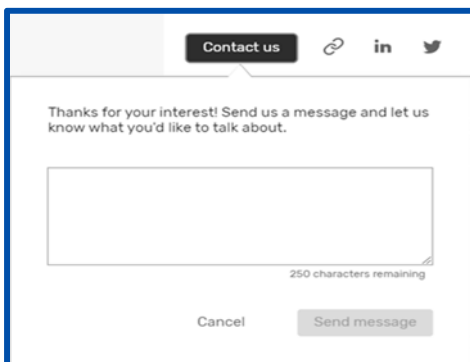 Contact us
in
Thanks for your interest! Send us a message and let us
know what you'd like to talk about.
250 characters remaining
Cancel
Send message